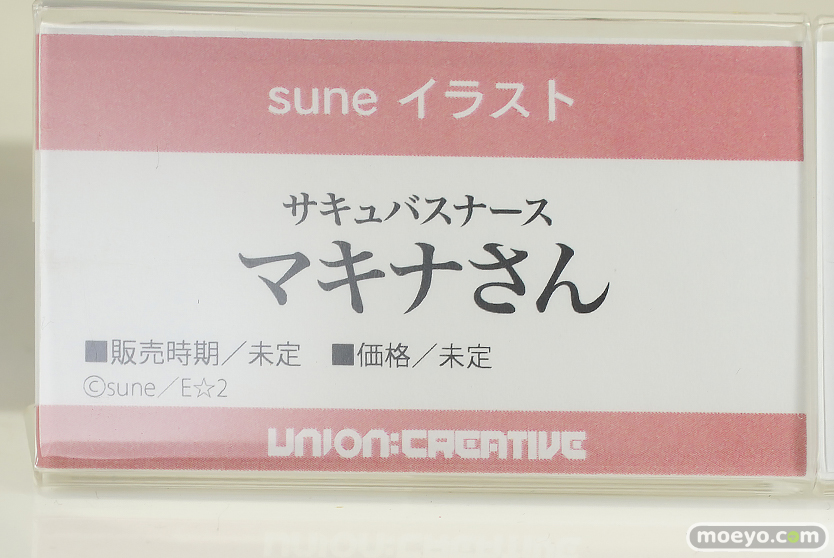 sune イラスト
サキュバスナース
マキナさん
■販売時期／未定　■価格／未定
©sune／E☆2
UNION:CREATIVE
moeyo.com